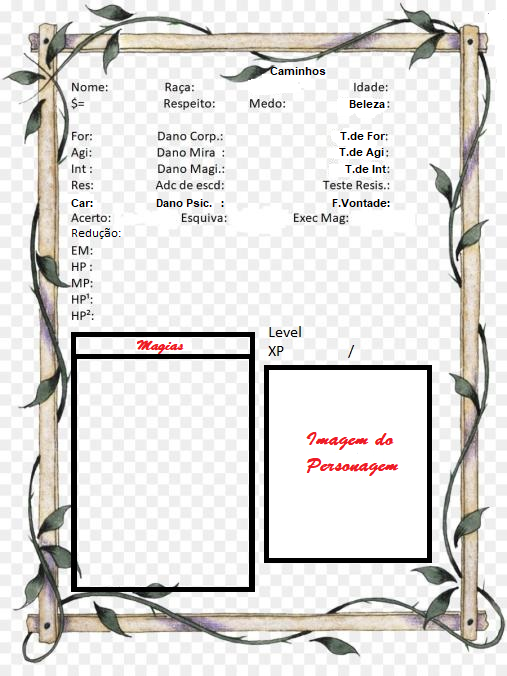 Caminhos
Nome: Raça: Idade:
$= Respeito: Medo: Beleza:
For: Dano Corp.: T.de For:
Agi: Dano Mira : T.de Agi:
Int : Dano Magi.: T.de Int:
Res: Adc de escd: Teste Resis.:
Car: Dano Psic. : F.Vontade:
Acerto: Esquiva: Exec Mag:
Redução:
EM:
HP :
MP:
HP¹:
HP²:
Level
XP /
Magias
Imagem do
Personagem